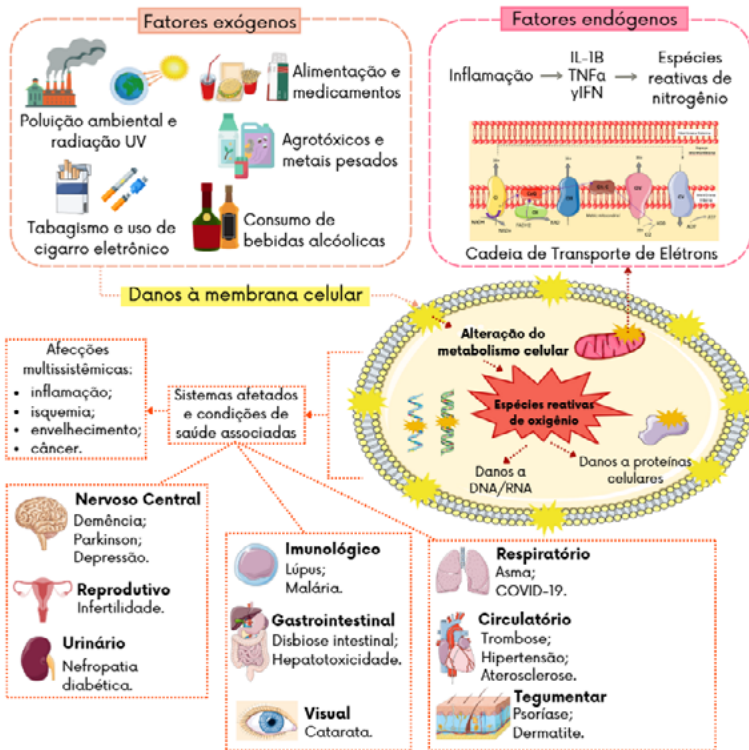 Fatores exógenos
Poluição ambiental e
radiação UV
Alimentação e
medicamentos
Agrotóxicos e
metais pesados
Tabagismo e uso de
cigarro eletrônico
Consumo de
bebidas alcóolicas
Fatores endógenos
Inflamação
IL-1B
TNFα
yIFN
Espécies
reativas de
nitrogênio
Cadeia de Transporte de Elétrons
Danos à membrana celular
Alteração do
metabolismo celular
Espécies reativas
de oxigênio
Danos a
DNA/RNA
Danos a proteínas
celulares
Sistemas afetados
e condições de
saúde associadas
Afecções
multissistêmicas:
• inflamação;
• isquemia;
• envelhecimento;
• câncer.
Nervoso Central
Demência;
Parkinson;
Depressão.
Reprodutivo
Infertilidade.
Urinário
Nefropatia
diabética.
Imunológico
Lúpus;
Malária.
Gastrointestinal
Disbiose intestinal;
Hepatotoxicidade.
Visual
Catarata.
Respiratório
Asma;
COVID-19.
Circulatório
Trombose;
Hipertensão;
Aterosclerose.
Tegumentar
Psoríase;
Dermatite.